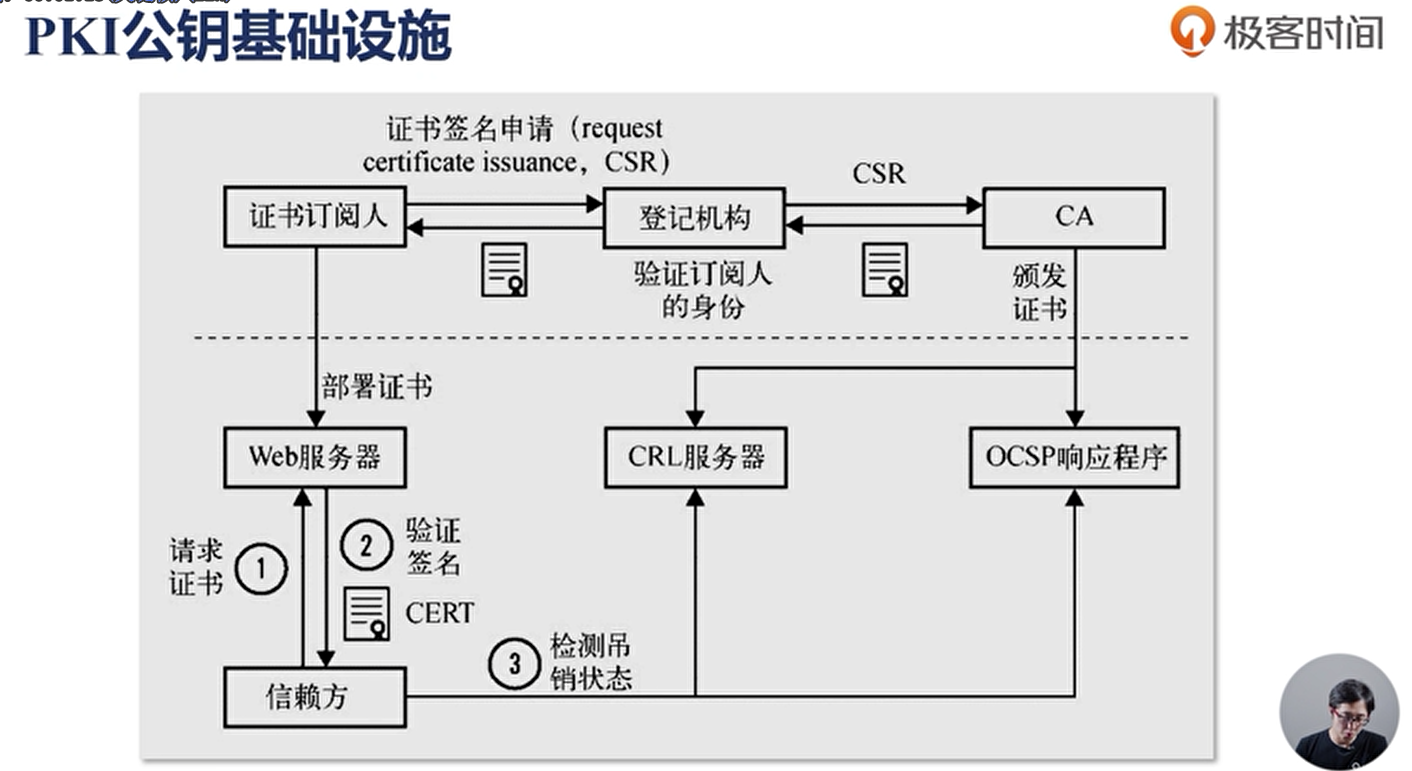 PKI公钥基础设施
极客时间
证书签名申请（request
certificate issuance，CSR）
CSR
证书订阅人
登记机构
CA
验证订阅人
的身份
颁发
证书
部署证书
Web服务器
CRL服务器
OCSP响应程序
请求
证书
1
2
验证
签名
CERT
3
检测吊
销状态
信赖方